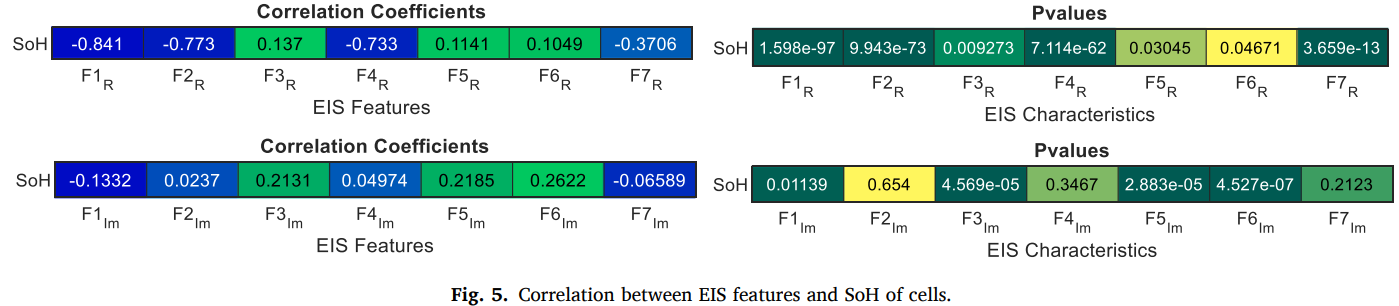 Correlation Coefficients
SoH -0.841 -0.773 0.137 -0.733 0.1141 0.1049 -0.3706
F1R F2R F3R F4R F5R F6R F7R
EIS Features
Pvalues
SoH 1.598e-97 9.943e-73 0.009273 7.114e-62 0.03045 0.04671 3.659e-13
F1R F2R F3R F4R F5R F6R F7R
EIS Characteristics
Correlation Coefficients
SoH -0.1332 0.0237 0.2131 0.04974 0.2185 0.2622 -0.06589
F1Im F2Im F3Im F4Im F5Im F6Im F7Im
EIS Features
Pvalues
SoH 0.01139 0.654 4.569e-05 0.3467 2.883e-05 4.527e-07 0.2123
F1Im F2Im F3Im F4Im F5Im F6Im F7Im
EIS Characteristics
Fig. 5. Correlation between EIS features and SoH of cells.